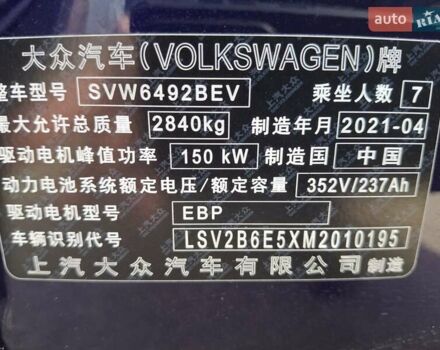 auto RIA
大众汽车(VOLKSWAGEN)牌
整车型号 SVW6492BEV 乘坐人数 7
最大允许总质量 2840kg 制造年月 2021-04
驱动电机峰值功率 150 kW 制造国 中国
动力电池系统额定电压/额定容量 352V/237Ah
驱动电机型号 EBP
车辆识别代号 LSV2B6E5XM2010195
上汽大众汽车有限公司 制造